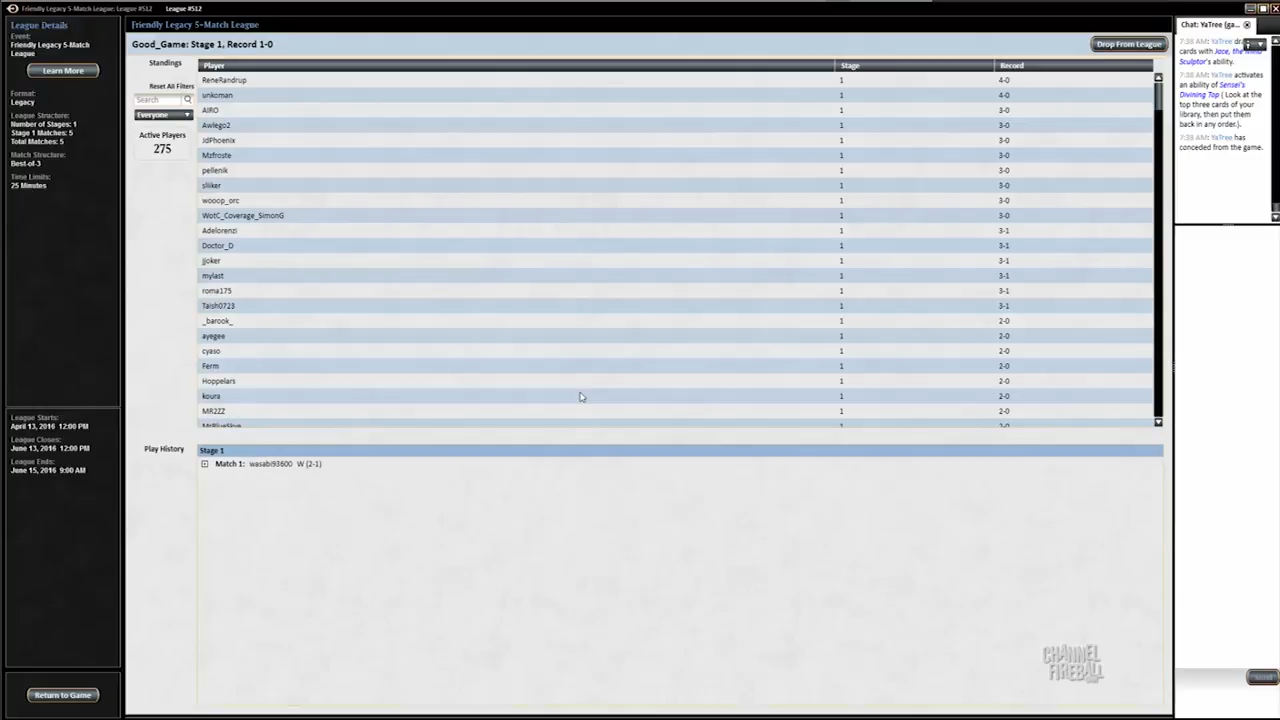 Friendly Legacy 5-Match League: League #512
League #512
League Details
Event:
Friendly Legacy 5-Match
League
Learn More
Format:
Legacy
League Structure:
Number of Stages: 1
Stage 1 Matches: 5
Total Matches: 5
Match Structure:
Best-of-3
Time Limits:
25 Minutes
League Starts:
April 13, 2016 12:00 PM
League Closes:
June 13, 2016 12:00 PM
League Ends:
June 15, 2016 9:00 AM
Return to Game
Friendly Legacy 5-Match League
Good_Game: Stage 1, Record 1-0
Drop From League
Standings
Reset All Filters
Search
Everyone
Active Players
275
Player Stage Record
ReneRandrup 1 4-0
unkoman 1 4-0
AIRO 1 3-0
Awlego2 1 3-0
JdPhoenix 1 3-0
Mzfroste 1 3-0
pellenik 1 3-0
sliiker 1 3-0
wooop_orc 1 3-0
WotC_Coverage_SimonG 1 3-0
Adelorenzi 1 3-1
Doctor_D 1 3-1
jjoker 1 3-1
mylast 1 3-1
roma175 1 3-1
Taish0723 1 3-1
_barook_ 1 2-0
ayegee 1 2-0
cyaso 1 2-0
Ferm 1 2-0
Hoppelars 1 2-0
koura 1 2-0
MR2ZZ 1 2-0
MrBlueSkye 1 2-0
Play History
Stage 1
Match 1: wasabi93600 W (2-1)
CHANNEL
FIREBALL
Chat: YaTree (ga...
7:38 AM: YaTree
cards with Jace, the Mind
Sculptor's ability.
7:38 AM: YaTree activates
an ability of Sensei's
Divining Top ( Look at the
top three cards of your
library, then put them
back in any order.).
7:38 AM: YaTree has
conceded from the game.